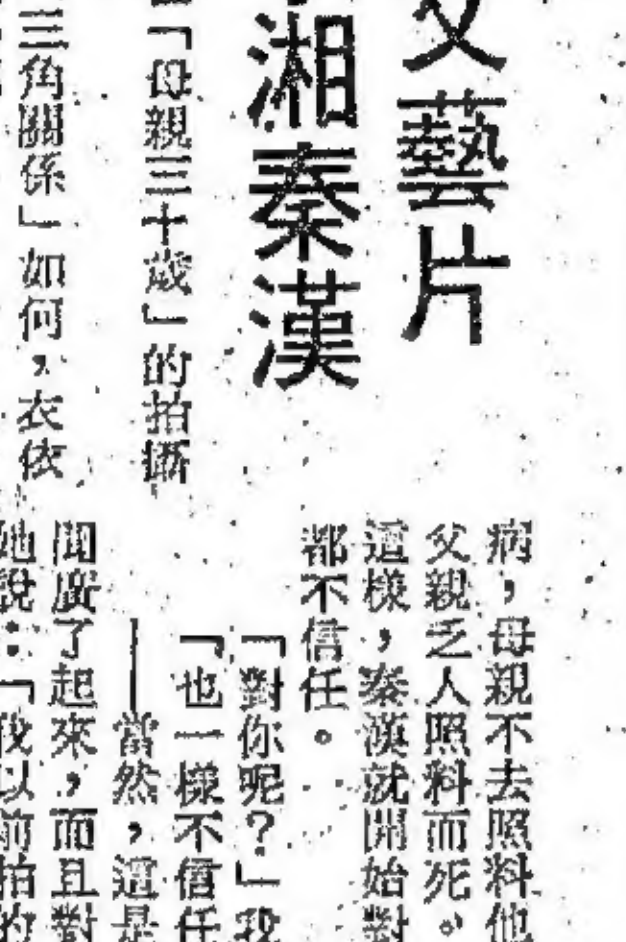 文藝片
湘秦漢
「母親三十歲」的拍攝
三角關係」如何,衣依
病,母親不去照料他
父親乏人照料而死。
這樣,秦漢就開始對
都不信任。
「對你呢?」我
「也一樣不信任
——當然,這是
聞廣了起來,而且對
她說:「我以前拍的